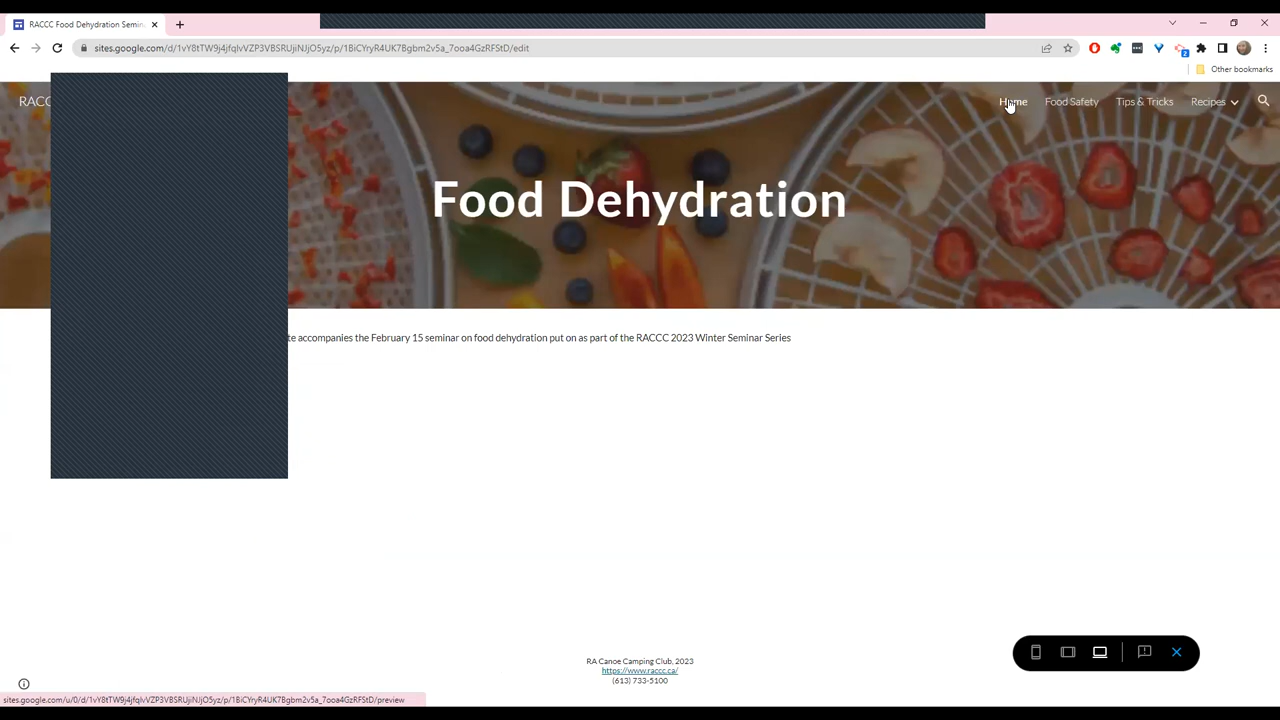 RACCC Food Dehydration Semin
sites.google.com/d/1vY8tTW9j4jfqlvVZP3VBSRUjiNJjO5yz/p/1BiCYryR4UK7Bgbm2v5a_7ooa4GzRFStD/edit
2
Other bookmarks
RACC
Home
Food Safety
Tips & Tricks
Recipes
Food Dehydration
te accompanies the February 15 seminar on food dehydration put on as part of the RACCC 2023 Winter Seminar Series
RA Canoe Camping Club, 2023
https://www.raccc.ca/
(613) 733-5100
sites.google.com/u/0/d/1vY8tTW9j4jfqlvVZP3VBSRUjiNJjO5yz/p/1BiCYryR4UK7Bgbm2v5a_7ooa4GzRFStD/preview